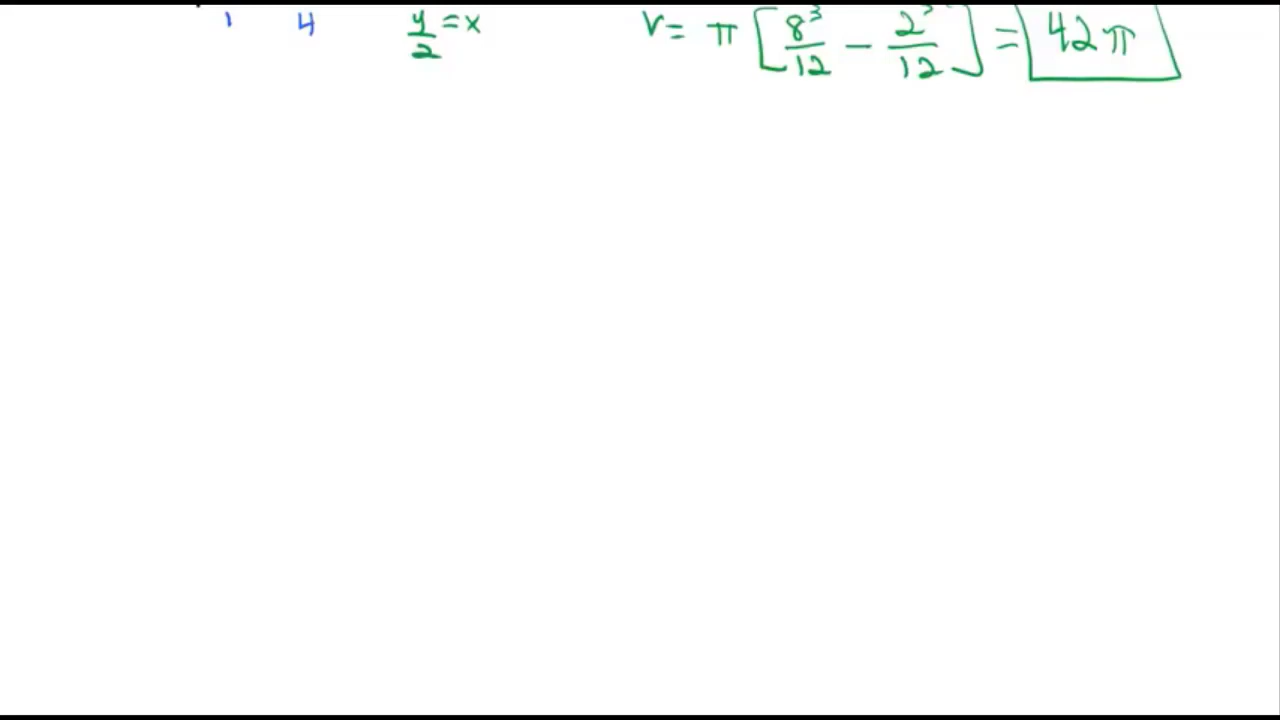 1 4 y/2 = x V = π [ 8³/12 − 2³/12 ] = 42π